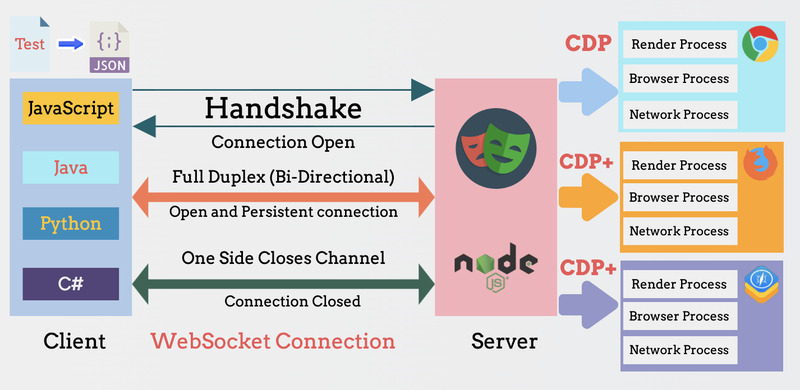 Test
{;}
JSON
JavaScript
Java
Python
C#
Client
Handshake
Connection Open
Full Duplex (Bi-Directional)
Open and Persistent connection
One Side Closes Channel
Connection Closed
WebSocket Connection
node
JS
Server
CDP
Render Process
Browser Process
Network Process
CDP+
Render Process
Browser Process
Network Process
CDP+
Render Process
Browser Process
Network Process